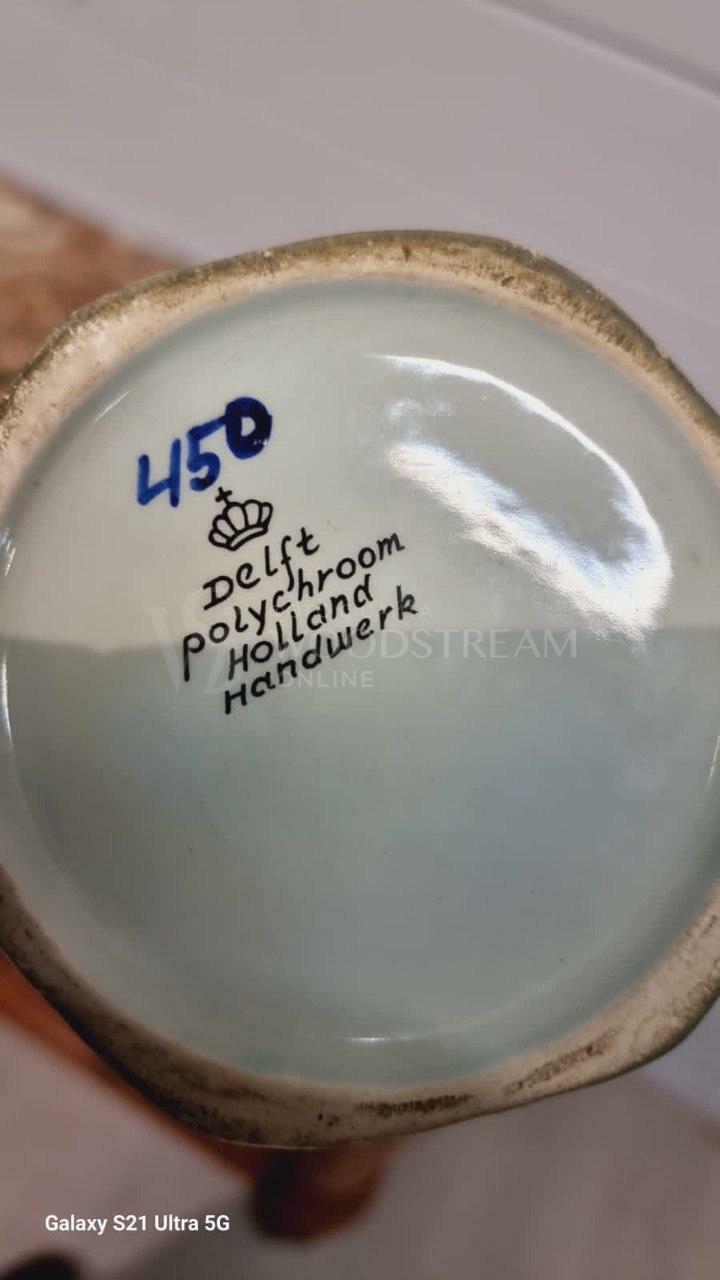 450
Delft
polychroom
Holland
Handwerk
WOODSTREAM
ONLINE
Galaxy S21 Ultra 5G